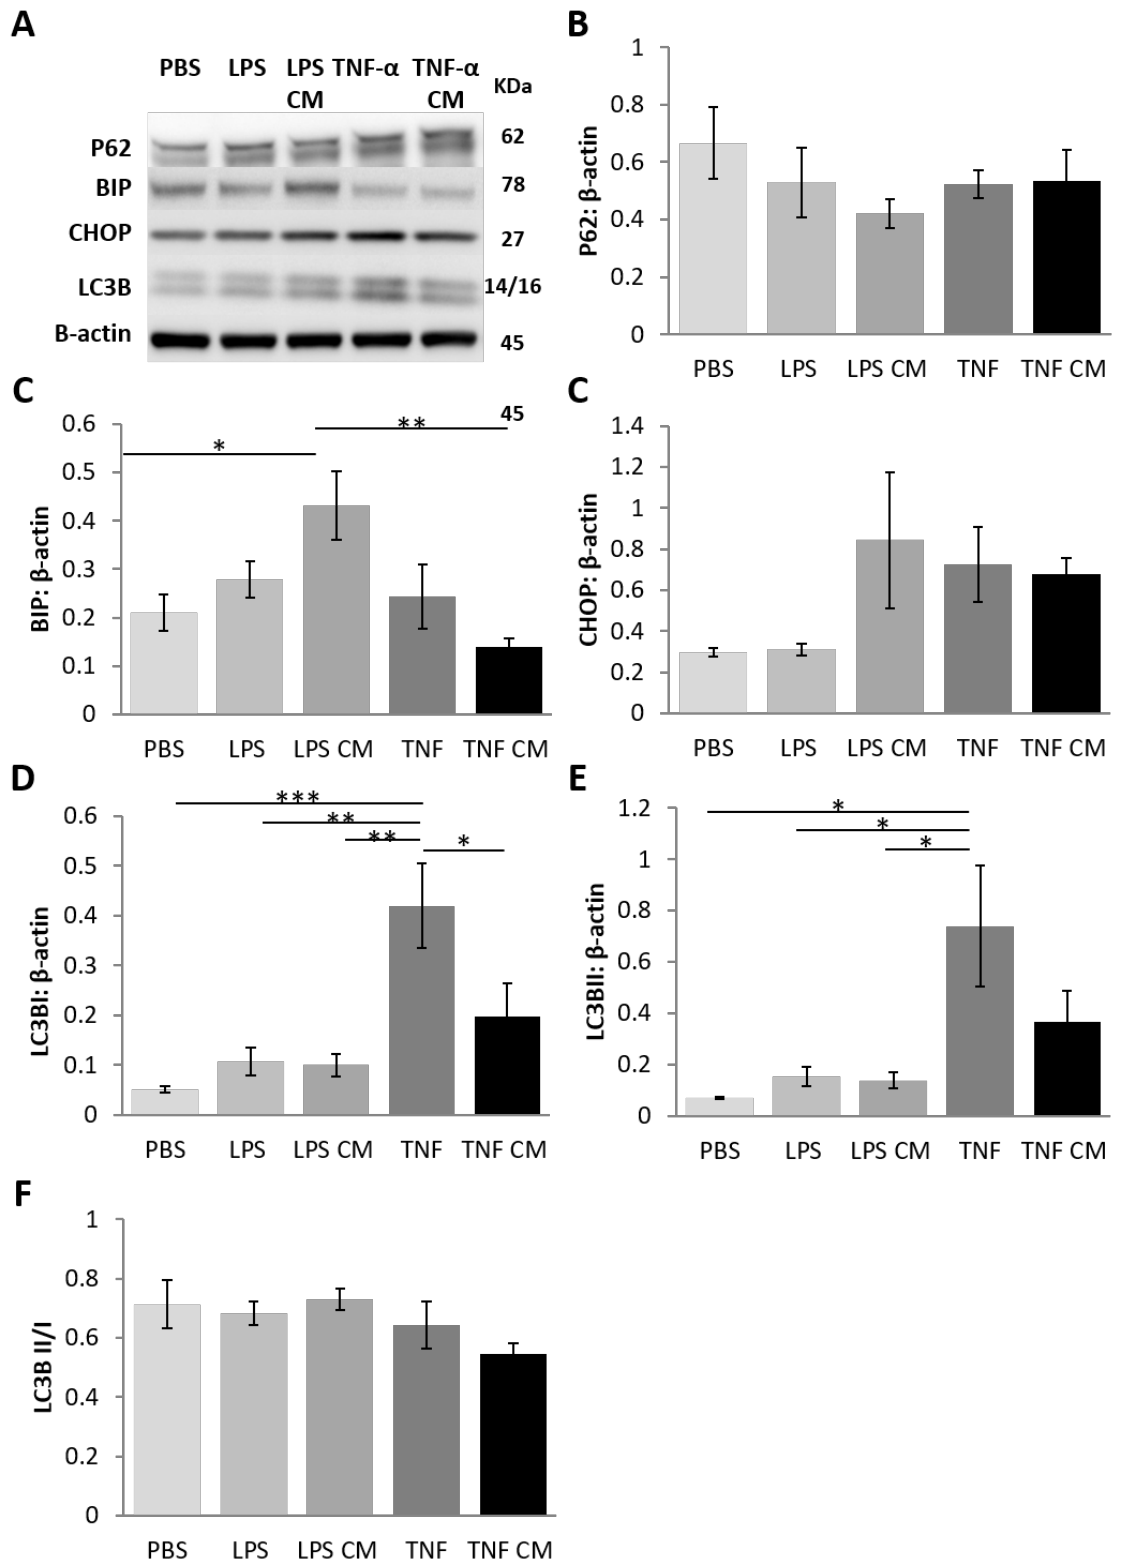 A
PBS LPS LPS TNF-α TNF-α
CM CM
KDa
P62 62
BIP 78
CHOP 27
LC3B 14/16
B-actin 45
B
P62: β-actin
1
0.8
0.6
0.4
0.2
0
PBS LPS LPS CM TNF TNF CM
C
45
BIP: β-actin
0.6
0.5
0.4
0.3
0.2
0.1
0
* **
PBS LPS LPS CM TNF TNF CM
C
CHOP: β-actin
1.4
1.2
1
0.8
0.6
0.4
0.2
0
PBS LPS LPS CM TNF TNF CM
D
LC3BI: β-actin
0.6
0.5
0.4
0.3
0.2
0.1
0
***
**
** *
PBS LPS LPS CM TNF TNF CM
E
LC3BII: β-actin
1.2
1
0.8
0.6
0.4
0.2
0
*
*
*
PBS LPS LPS CM TNF TNF CM
F
LC3B II/I
1
0.8
0.6
0.4
0.2
0
PBS LPS LPS CM TNF TNF CM